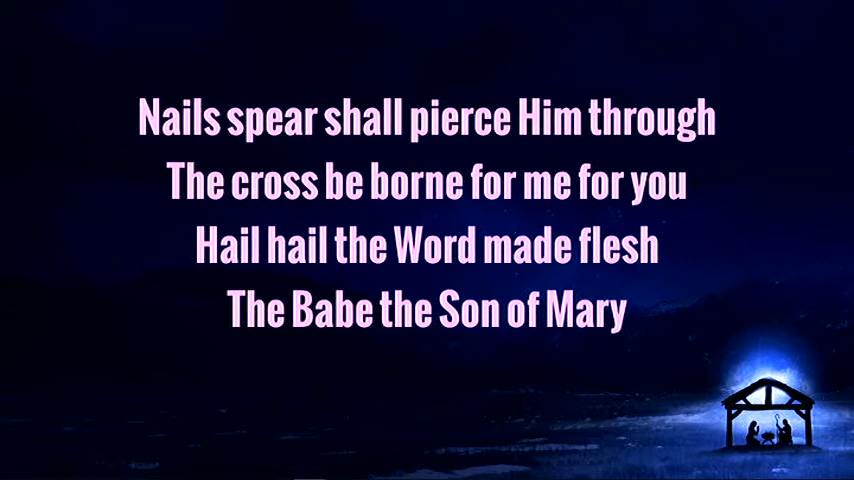 Nails spear shall pierce Him through
The cross be borne for me for you
Hail hail the Word made flesh
The Babe the Son of Mary